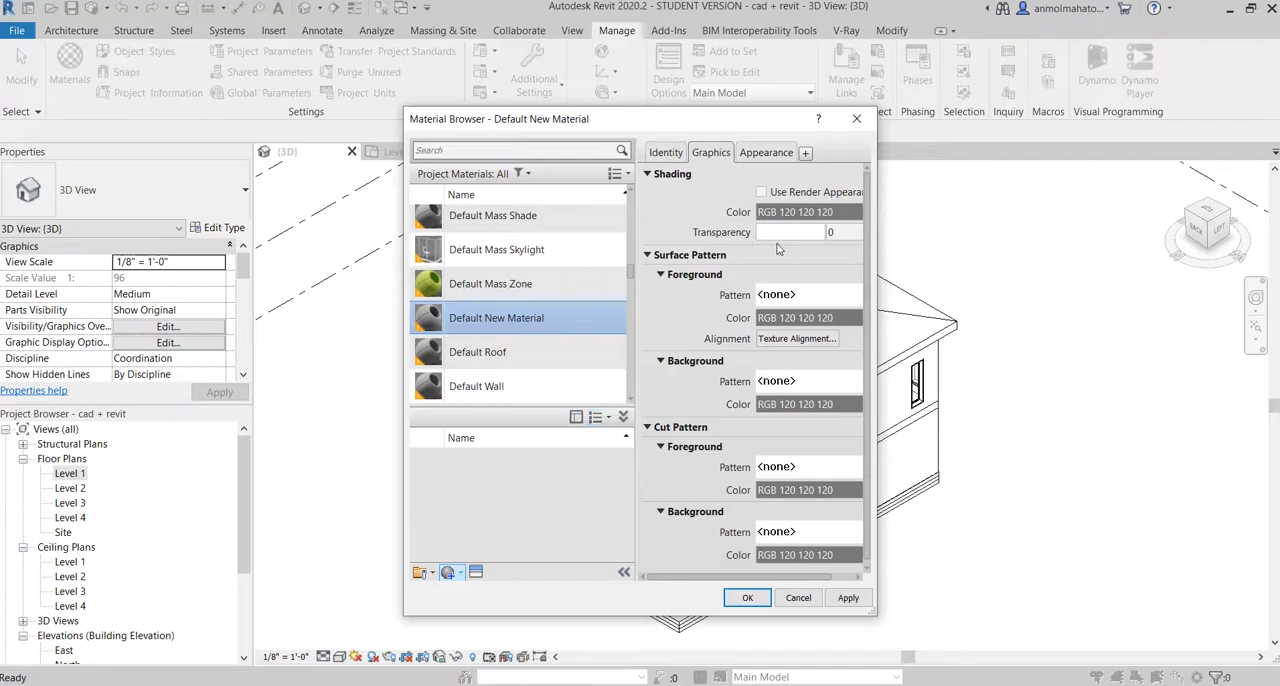 Autodesk Revit 2020.2 - STUDENT VERSION - cad + revit - 3D View: {3D}
anmolmahato...
File Architecture Structure Steel Systems Insert Annotate Analyze Massing & Site Collaborate View Manage Add-Ins BIM Interoperability Tools V-Ray Modify
Modify
Materials
Object Styles
Snaps
Project Information
Project Parameters
Shared Parameters
Global Parameters
Transfer Project Standards
Purge Unused
Project Units
Additional Settings
Design Options
Add to Set
Pick to Edit
Main Model
Manage Links
Phases
Dynamo
Dynamo Player
Select
Settings
ect
Phasing
Selection
Inquiry
Macros
Visual Programming
Properties
3D View
3D View: {3D}
Edit Type
Graphics
View Scale 1/8" = 1'-0"
Scale Value 1: 96
Detail Level Medium
Parts Visibility Show Original
Visibility/Graphics Ove... Edit...
Graphic Display Optio... Edit...
Discipline Coordination
Show Hidden Lines By Discipline
Properties help
Apply
Project Browser - cad + revit
Views (all)
Structural Plans
Floor Plans
Level 1
Level 2
Level 3
Level 4
Site
Ceiling Plans
Level 1
Level 2
Level 3
Level 4
3D Views
Elevations (Building Elevation)
East
{3D}
Material Browser - Default New Material
?
Search
Project Materials: All
Name
Default Mass Shade
Default Mass Skylight
Default Mass Zone
Default New Material
Default Roof
Default Wall
Name
Identity Graphics Appearance
Shading
Use Render Appearan
Color RGB 120 120 120
Transparency 0
Surface Pattern
Foreground
Pattern <none>
Color RGB 120 120 120
Alignment Texture Alignment...
Background
Pattern <none>
Color RGB 120 120 120
Cut Pattern
Foreground
Pattern <none>
Color RGB 120 120 120
Background
Pattern <none>
Color RGB 120 120 120
OK Cancel Apply
BACK LEFT
1/8" = 1'-0"
Ready
:0
Main Model
:0